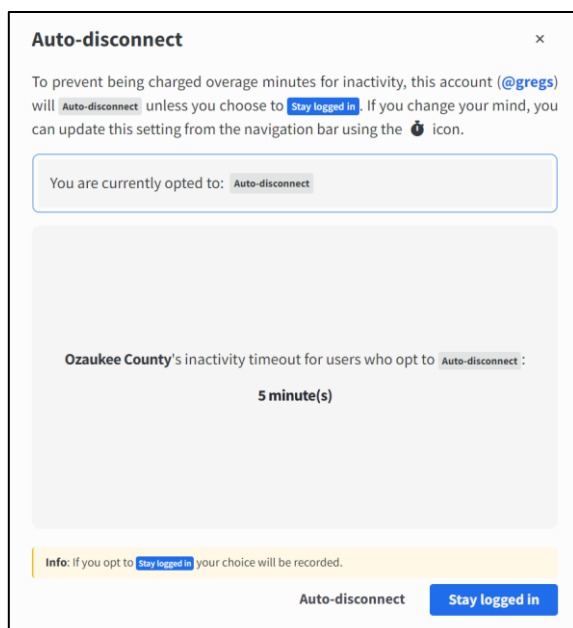 Auto-disconnect ×
To prevent being charged overage minutes for inactivity, this account (@gregs)
will Auto-disconnect unless you choose to Stay logged in. If you change your mind, you
can update this setting from the navigation bar using the icon.
You are currently opted to: Auto-disconnect
Ozaukee County's inactivity timeout for users who opt to Auto-disconnect:
5 minute(s)
Info: If you opt to Stay logged in your choice will be recorded.
Auto-disconnect Stay logged in